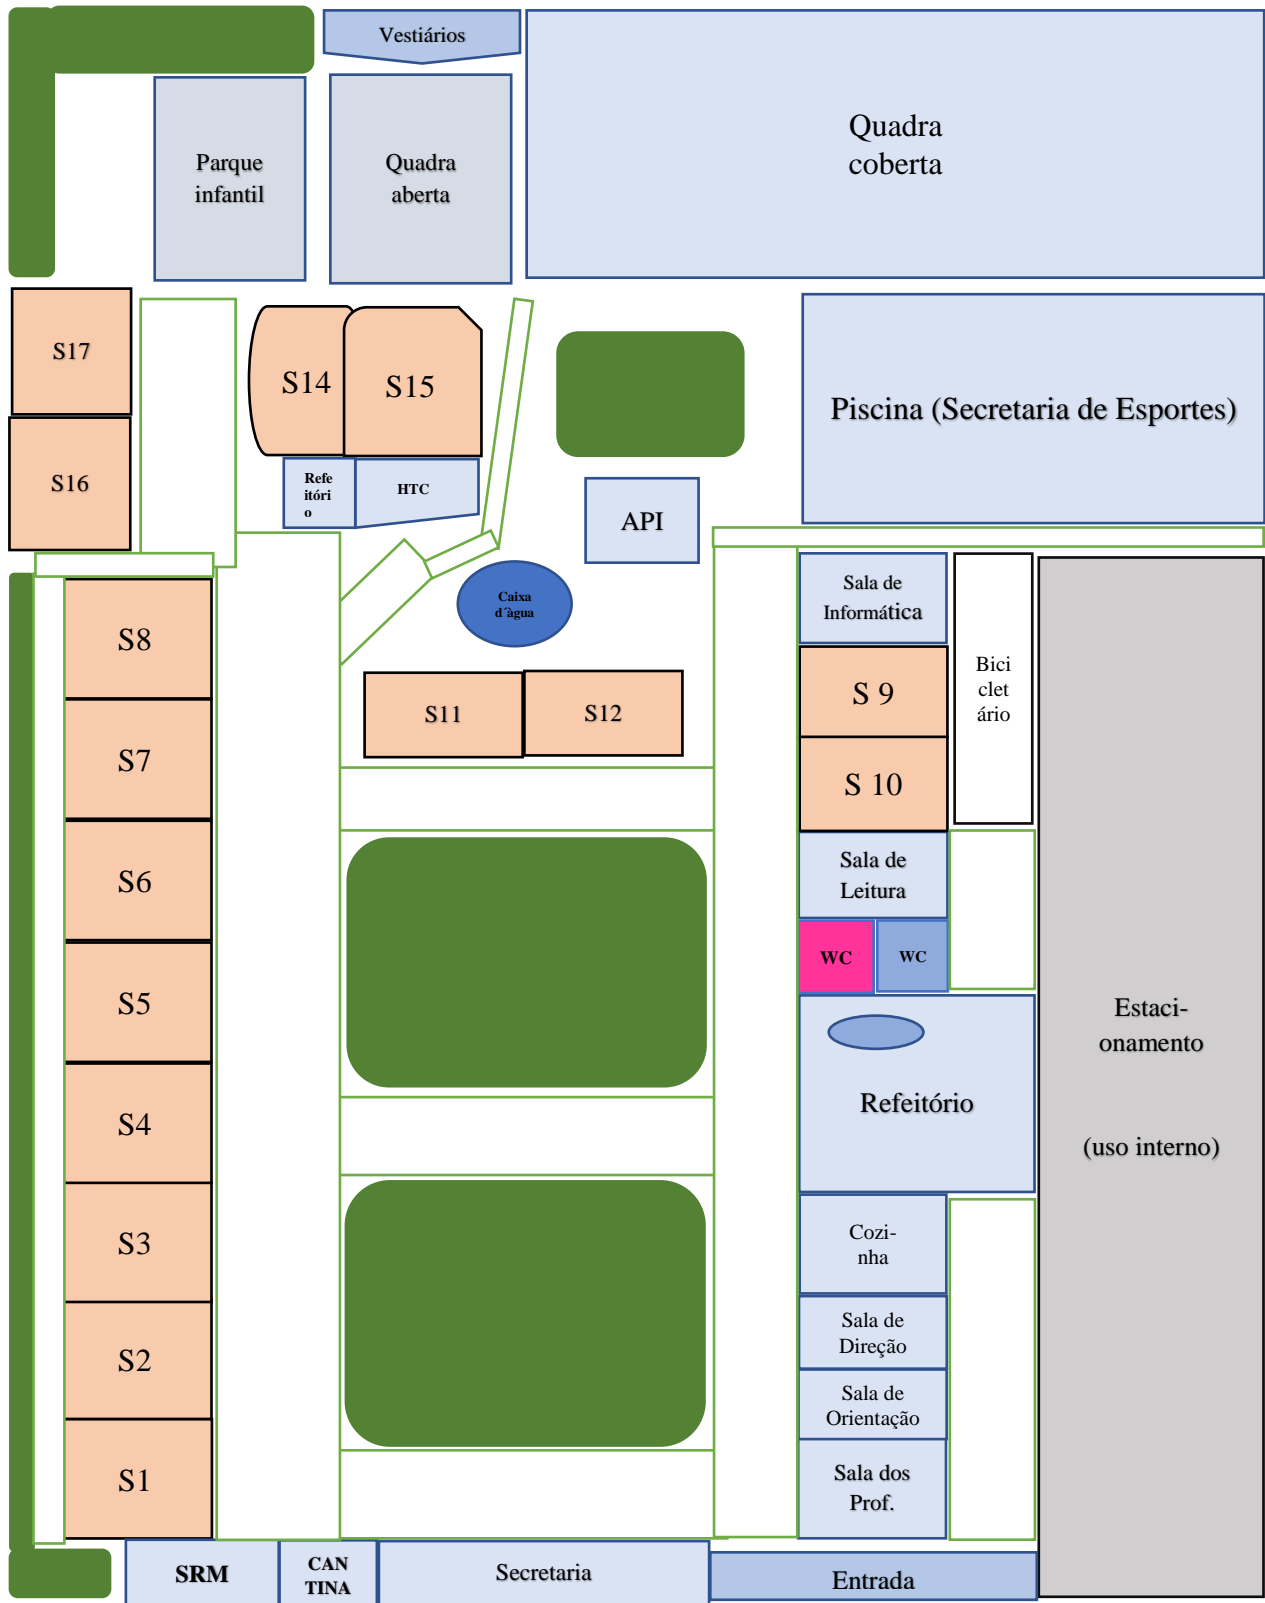 Vestiários
Quadra
coberta
Parque
infantil
Quadra
aberta
S17
S14
S15
Piscina (Secretaria de Esportes)
S16
Refe
itóri
o
HTC
API
Sala de
Informática
Caixa
d´àgua
S8
Bici
clet
ário
S 9
S11
S12
S7
S 10
Sala de
Leitura
S6
WC
WC
S5
Estaci-
onamento
(uso interno)
Refeitório
S4
S3
Cozi-
nha
Sala de
Direção
S2
Sala de
Orientação
S1
Sala dos
Prof.
SRM
CAN
TINA
Secretaria
Entrada